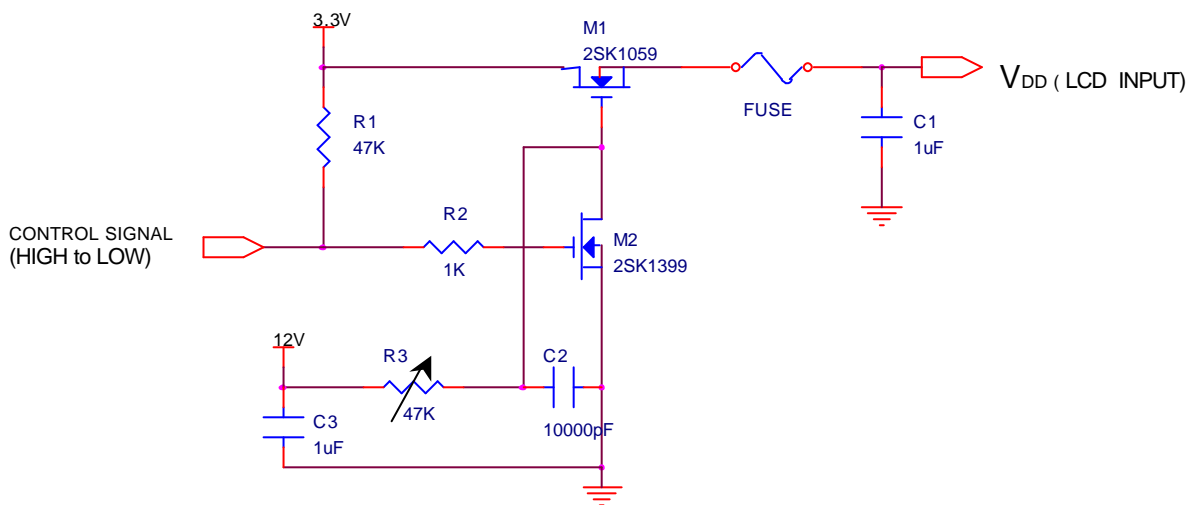 3.3V
M1
2SK1059
FUSE
VDD ( LCD INPUT)
R1
47K
C1
1uF
CONTROL SIGNAL
(HIGH to LOW)
R2
1K
M2
2SK1399
12V
R3
47K
C2
10000pF
C3
1uF